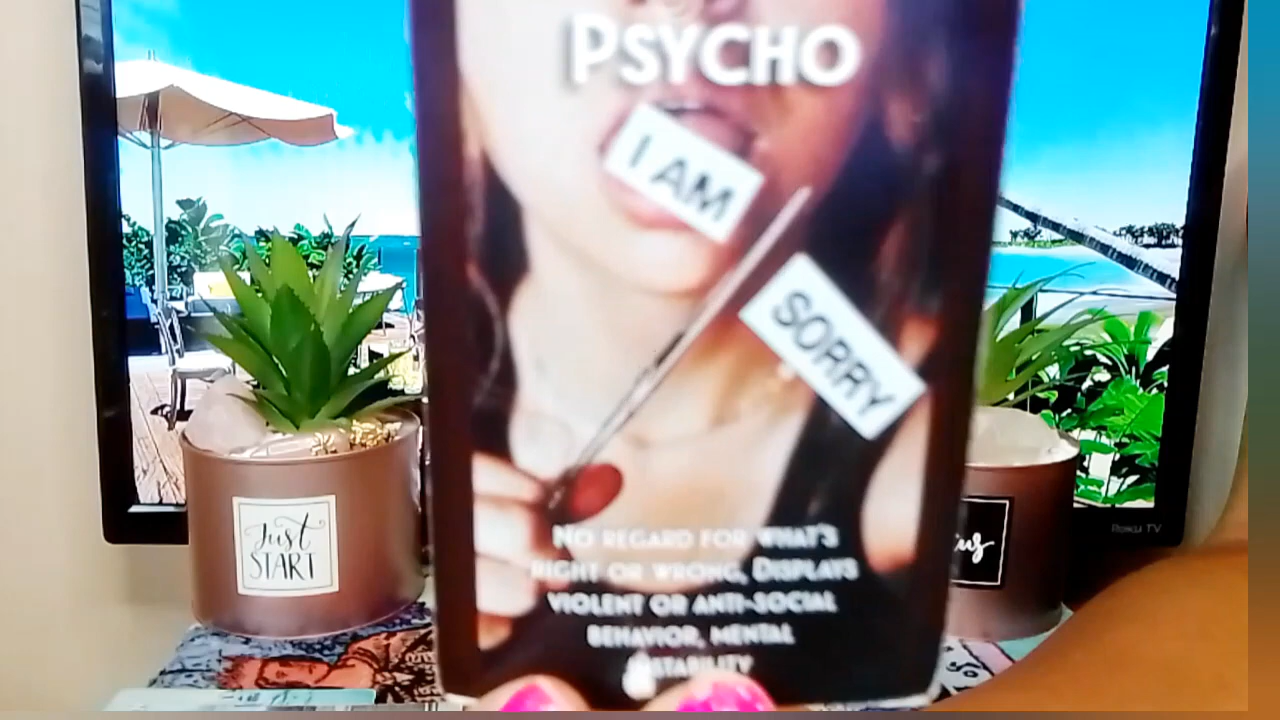 PSYCHO
I AM
SORRY
NO REGARD FOR WHAT'S
RIGHT OR WRONG, DISPLAYS
VIOLENT OR ANTI-SOCIAL
BEHAVIOR, MENTAL
Just
START
Roku TV